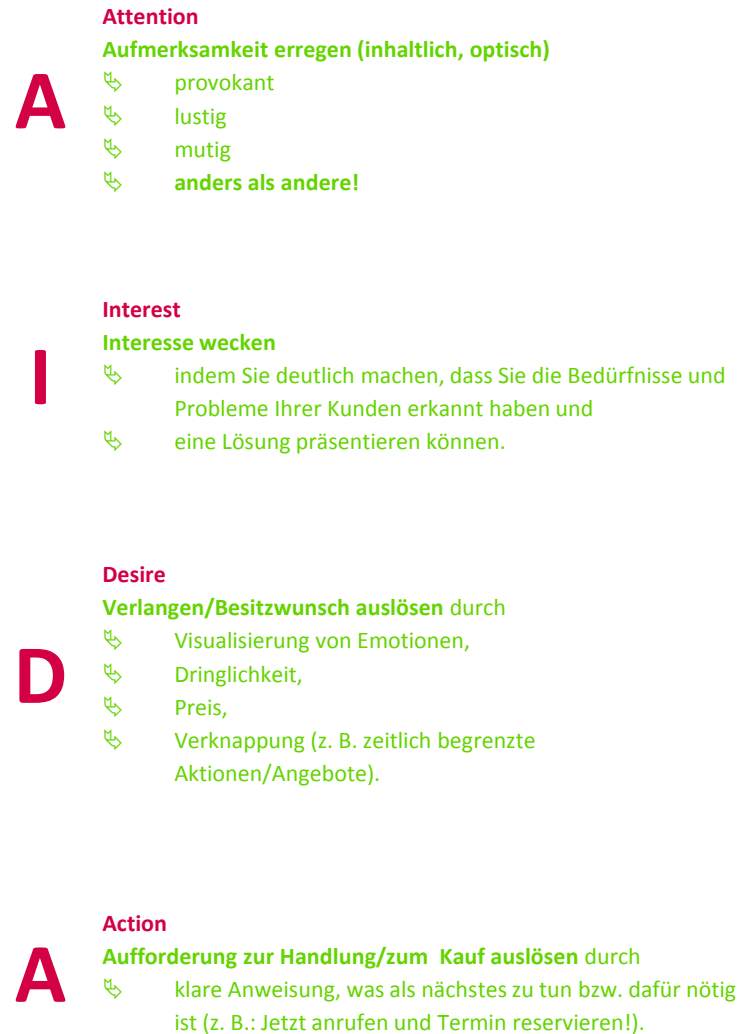 A
Attention
Aufmerksamkeit erregen (inhaltlich, optisch)
provokant
lustig
mutig
anders als andere!
I
Interest
Interesse wecken
indem Sie deutlich machen, dass Sie die Bedürfnisse und
Probleme Ihrer Kunden erkannt haben und
eine Lösung präsentieren können.
D
Desire
Verlangen/Besitzwunsch auslösen durch
Visualisierung von Emotionen,
Dringlichkeit,
Preis,
Verknappung (z. B. zeitlich begrenzte
Aktionen/Angebote).
A
Action
Aufforderung zur Handlung/zum  Kauf auslösen durch
klare Anweisung, was als nächstes zu tun bzw. dafür nötig
ist (z. B.: Jetzt anrufen und Termin reservieren!).